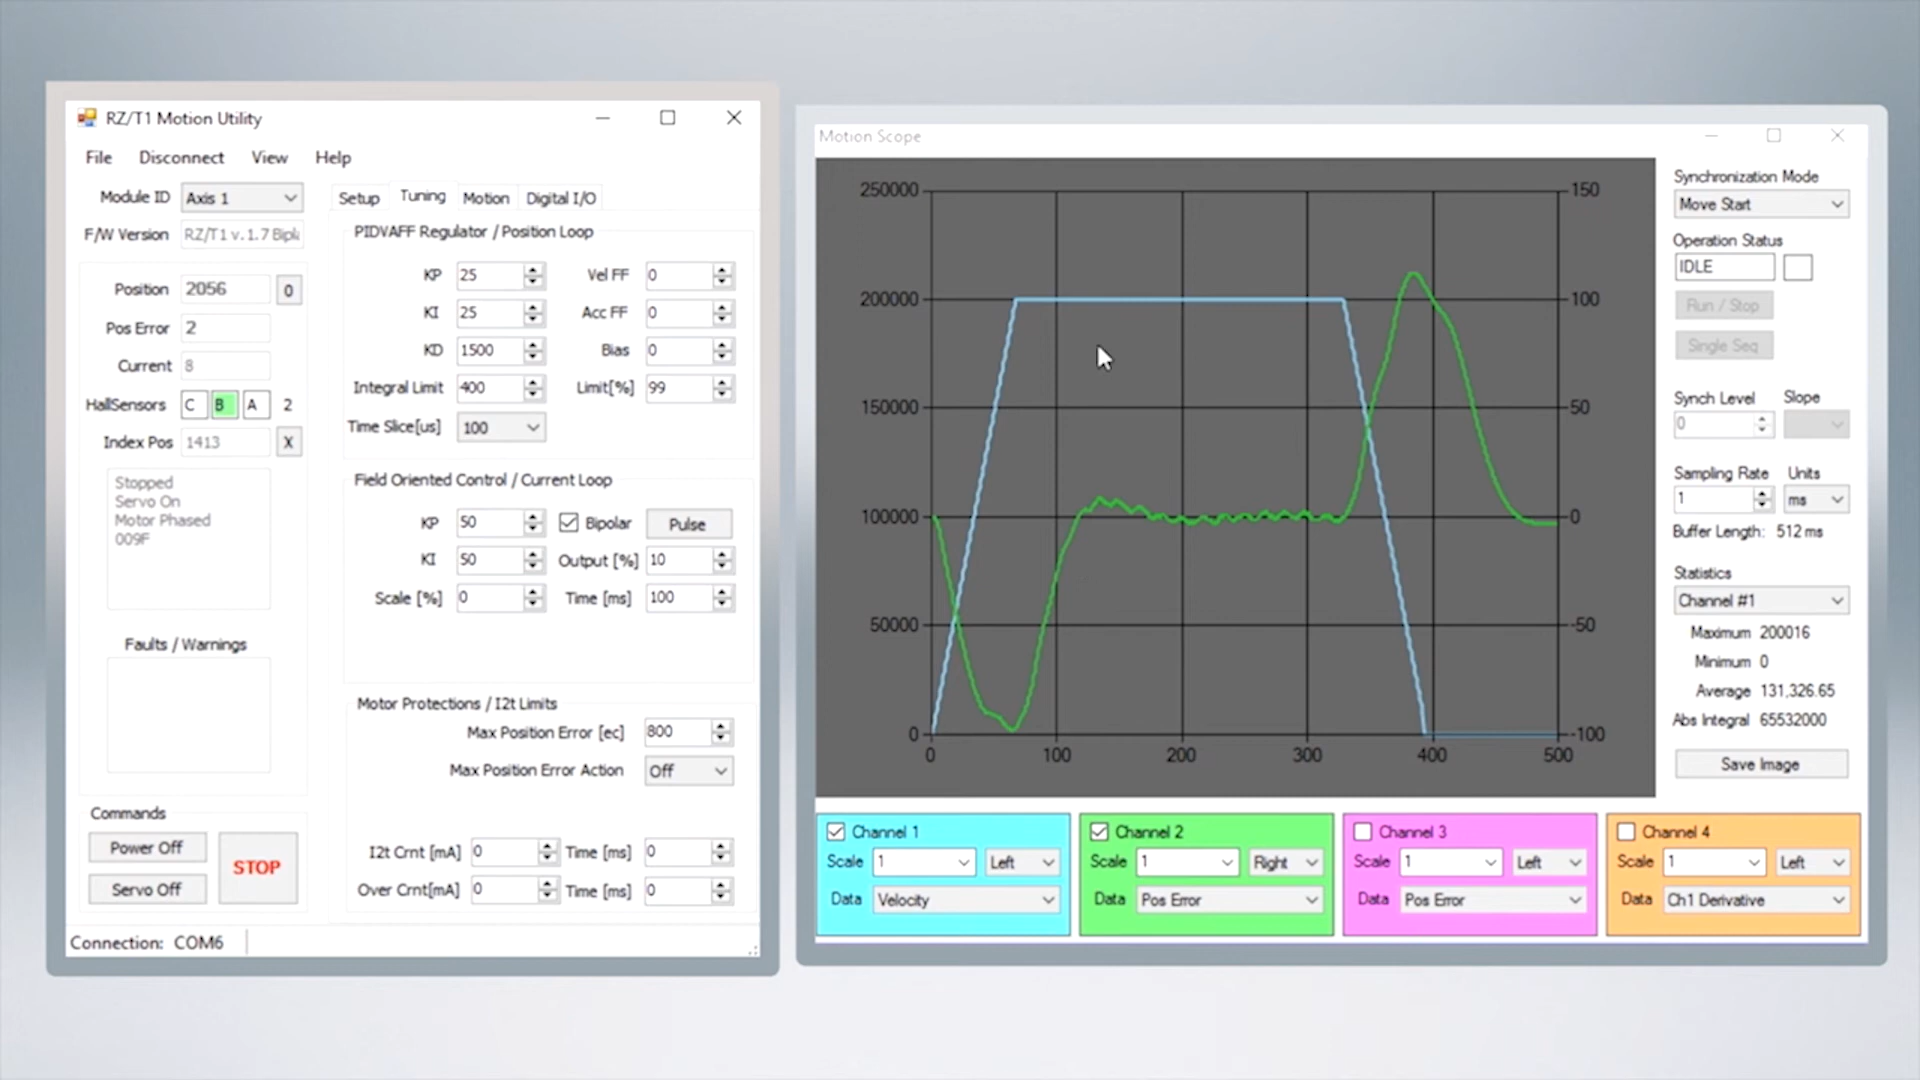 RZ/T1 Motion Utility
File Disconnect View Help
Module ID Axis 1
F/W Version RZ/T1 v.1.7 Bipla
Position 2056 0
Pos Error 2
Current 8
HallSensors C B A 2
Index Pos 1413 X
Stopped
Servo On
Motor Phased
009F
Faults / Warnings
Commands
Power Off
Servo Off
STOP
Connection: COM6
Setup Tuning Motion Digital I/O
PIDVAFF Regulator / Position Loop
KP 25 Vel FF 0
KI 25 Acc FF 0
KD 1500 Bias 0
Integral Limit 400 Limit[%] 99
Time Slice[us] 100
Field Oriented Control / Current Loop
KP 50 Bipolar Pulse
KI 50 Output [%] 10
Scale [%] 0 Time [ms] 100
Motor Protections / I2t Limits
Max Position Error [ec] 800
Max Position Error Action Off
I2t Crnt [mA] 0 Time [ms] 0
Over Crnt[mA] 0 Time [ms] 0
Motion Scope
250000 150
200000 100
150000 50
100000 0
50000 -50
0 -100
0 100 200 300 400 500
Synchronization Mode
Move Start
Operation Status
IDLE
Run / Stop
Single Seq
Synch Level Slope
0
Sampling Rate Units
1 ms
Buffer Length: 512 ms
Statistics
Channel #1
Maximum 200016
Minimum 0
Average 131,326.65
Abs Integral 65532000
Save Image
Channel 1
Scale 1 Left
Data Velocity
Channel 2
Scale 1 Right
Data Pos Error
Channel 3
Scale 1 Left
Data Pos Error
Channel 4
Scale 1 Left
Data Ch1 Derivative